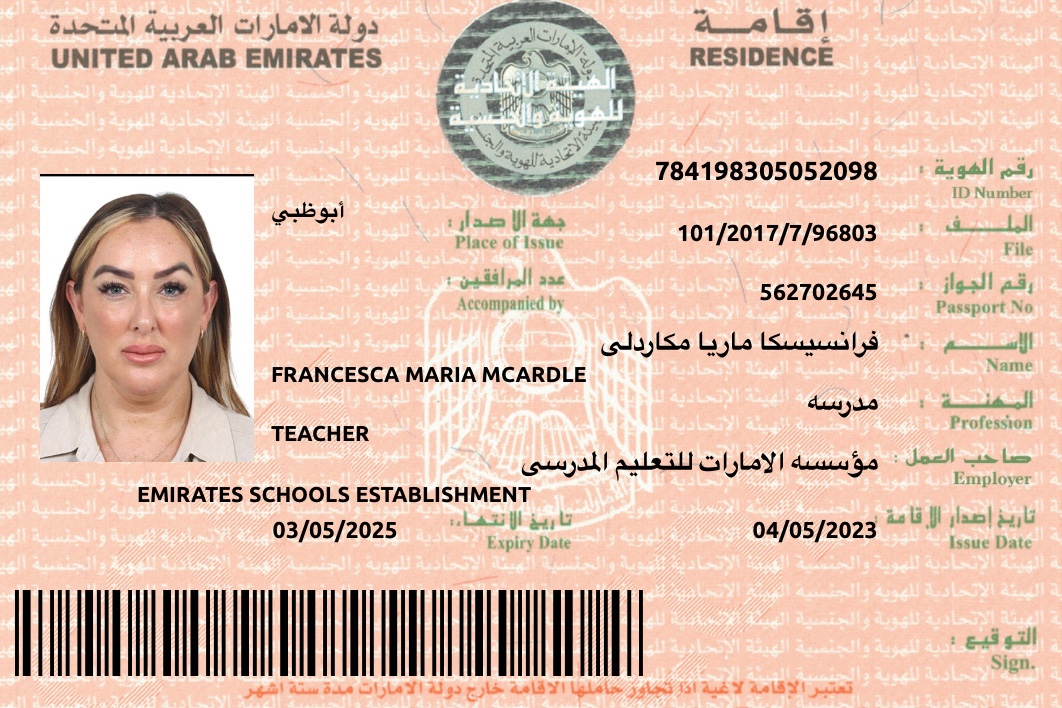 دولة الامارات العربية المتحدة
UNITED ARAB EMIRATES
إقامة
RESIDENCE
الهيئة الاتحادية
للهوية والجنسية
رقم الهوية :
784198305052098
ID Number
أبوظبي
جهة الاصدار :
Place of Issue
101/2017/7/96803
الملف :
File
عدد المرافقين :
Accompanied by
562702645
رقم الجواز :
Passport No
فرانسيسكا ماريا مكاردلى
الاسم :
Name
FRANCESCA MARIA MCARDLE
مدرسه
المهنة :
Profession
TEACHER
مؤسسه الامارات للتعليم المدرسى
صاحب العمل :
Employer
EMIRATES SCHOOLS ESTABLISHMENT
03/05/2025
تاريخ الانتهاء :
Expiry Date
04/05/2023
تاريخ إصدار الإقامة :
Issue Date
التوقيع :
Sign.
تعتبر الإقامة لاغية اذا تجاوز حاملها الاقامة خارج دولة الامارات مدة ستة اشهر